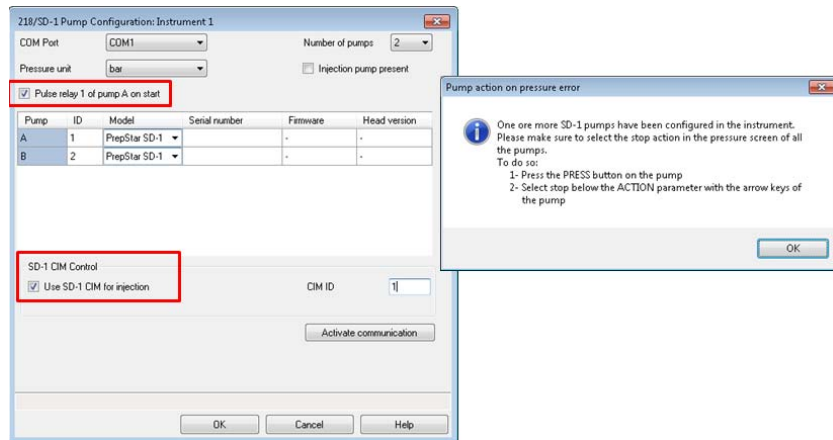 218/SD-1 Pump Configuration: Instrument 1
COM Port COM1 Number of pumps 2
Pressure unit bar Injection pump present
Pulse relay 1 of pump A on start
Pump ID Model Serial number Firmware Head version
A 1 PrepStar SD-1 - -
B 2 PrepStar SD-1 - -
SD-1 CIM Control
Use SD-1 CIM for injection CIM ID 1
Activate communication
OK Cancel Help
Pump action on pressure error
One ore more SD-1 pumps have been configured in the instrument.
Please make sure to select the stop action in the pressure screen of all
the pumps.
To do so:
1- Press the PRESS button on the pump
2- Select stop below the ACTION parameter with the arrow keys of
the pump
OK